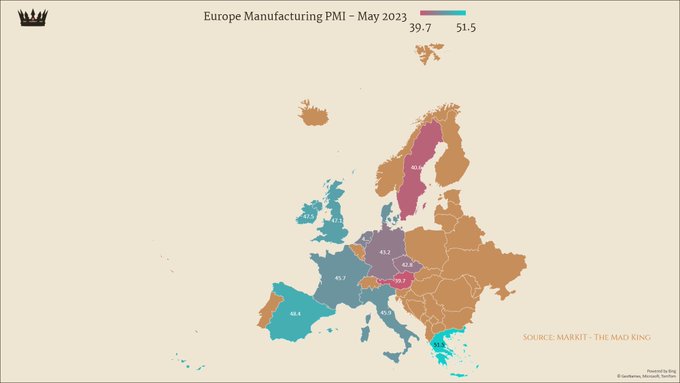 Europe Manufacturing PMI - May 2023
39.7 51.5
40.6
47.5
47.1
43.2
42.8
45.7
39.7
45.9
48.4
51.5
SOURCE: MARKIT - THE MAD KING
Powered by Bing
© GeoNames, Microsoft, TomTom